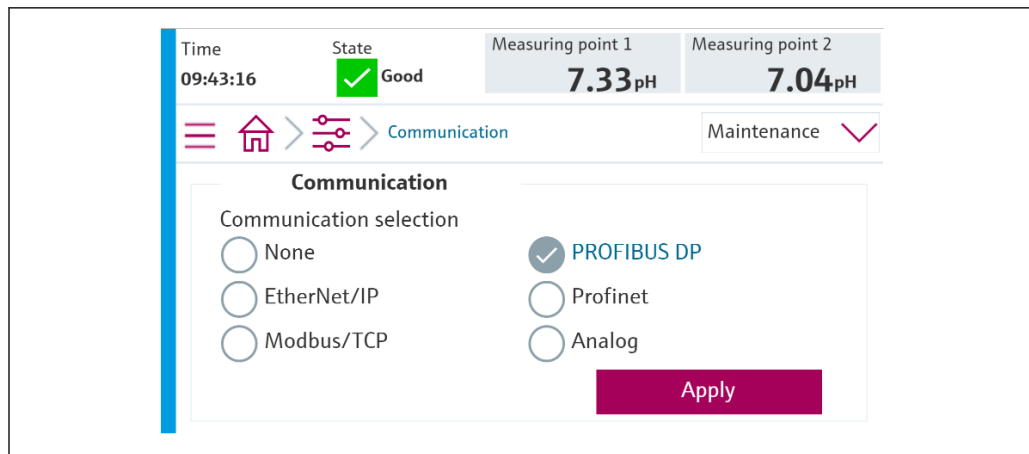 Time State Measuring point 1 Measuring point 2
09:43:16 Good 7.33pH 7.04pH
Communication Maintenance
Communication
Communication selection
None PROFIBUS DP
EtherNet/IP Profinet
Modbus/TCP Analog
Apply